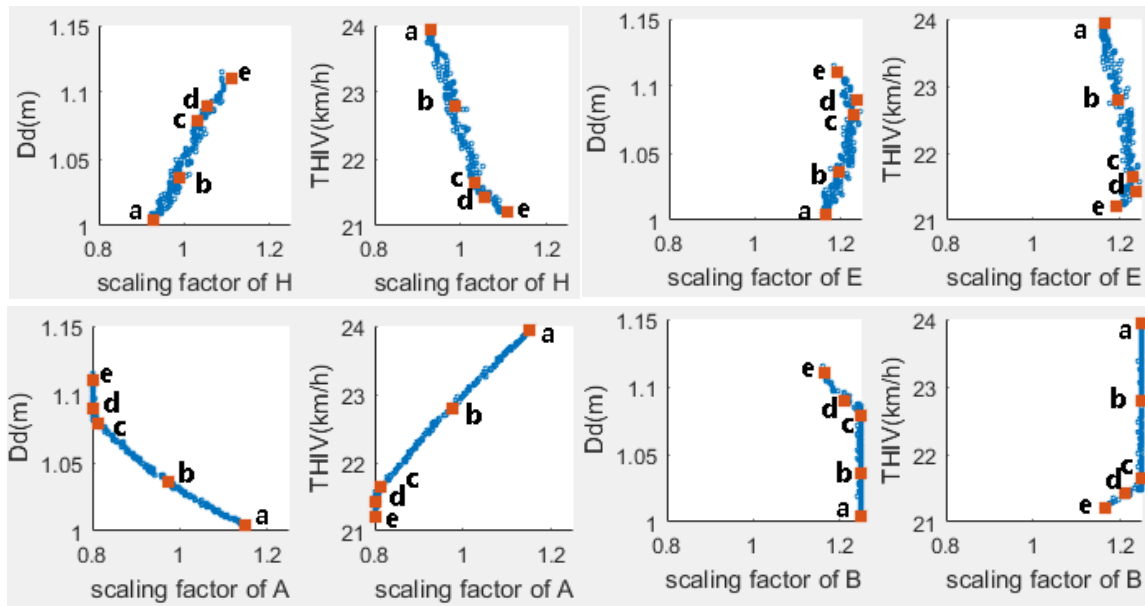 1.15
1.1
1.05
1
Dd(m)
e
d
c
b
a
0.8 1 1.2
scaling factor of H
24
23
22
21
THIV(km/h)
a
b
c
d
e
0.8 1 1.2
scaling factor of H
1.15
1.1
1.05
1
Dd(m)
e
d
c
b
a
0.8 1 1.2
scaling factor of E
24
23
22
21
THIV(km/h)
a
b
c
d
e
0.8 1 1.2
scaling factor of E
1.15
1.1
1.05
1
Dd(m)
e
d
c
b
a
0.8 1 1.2
scaling factor of A
24
23
22
21
THIV(km/h)
a
b
c
d
e
0.8 1 1.2
scaling factor of A
1.15
1.1
1.05
1
Dd(m)
e
d
c
b
a
0.8 1 1.2
scaling factor of B
24
23
22
21
THIV(km/h)
a
b
c
d
e
0.8 1 1.2
scaling factor of B